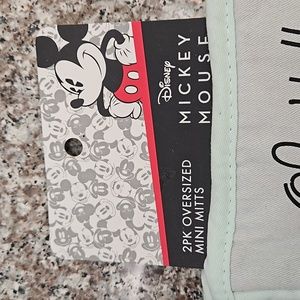 Disney
MICKEY
MOUSE
2PK OVERSIZED
MINI MITTS